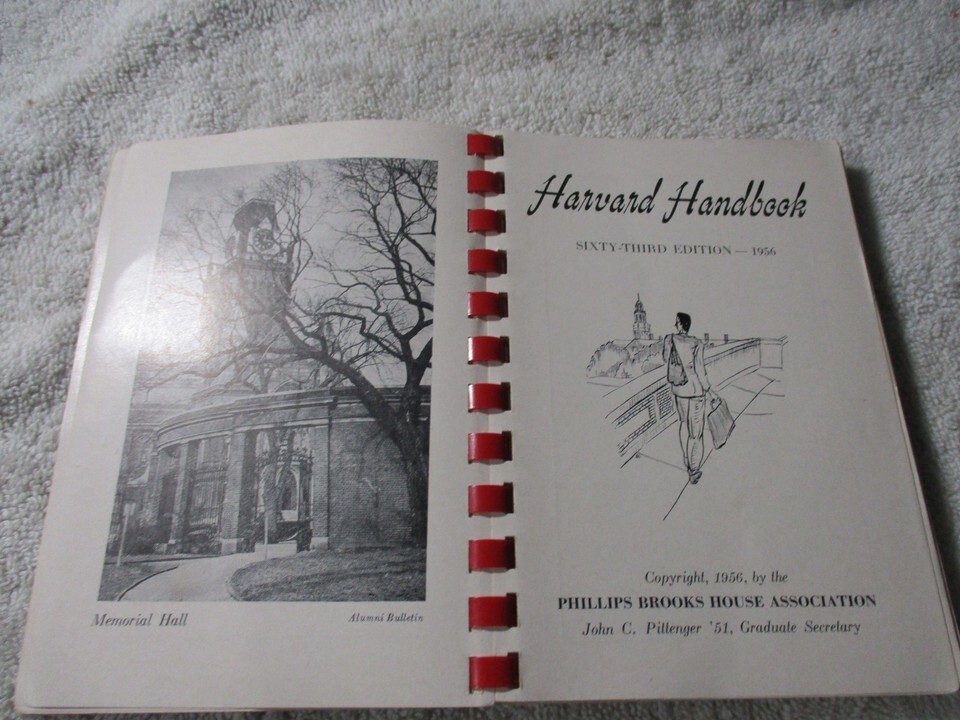 Memorial Hall
Alumni Bulletin
Harvard Handbook
SIXTY-THIRD EDITION — 1956
Copyright, 1956, by the
PHILLIPS BROOKS HOUSE ASSOCIATION
John C. Pittenger '51, Graduate Secretary